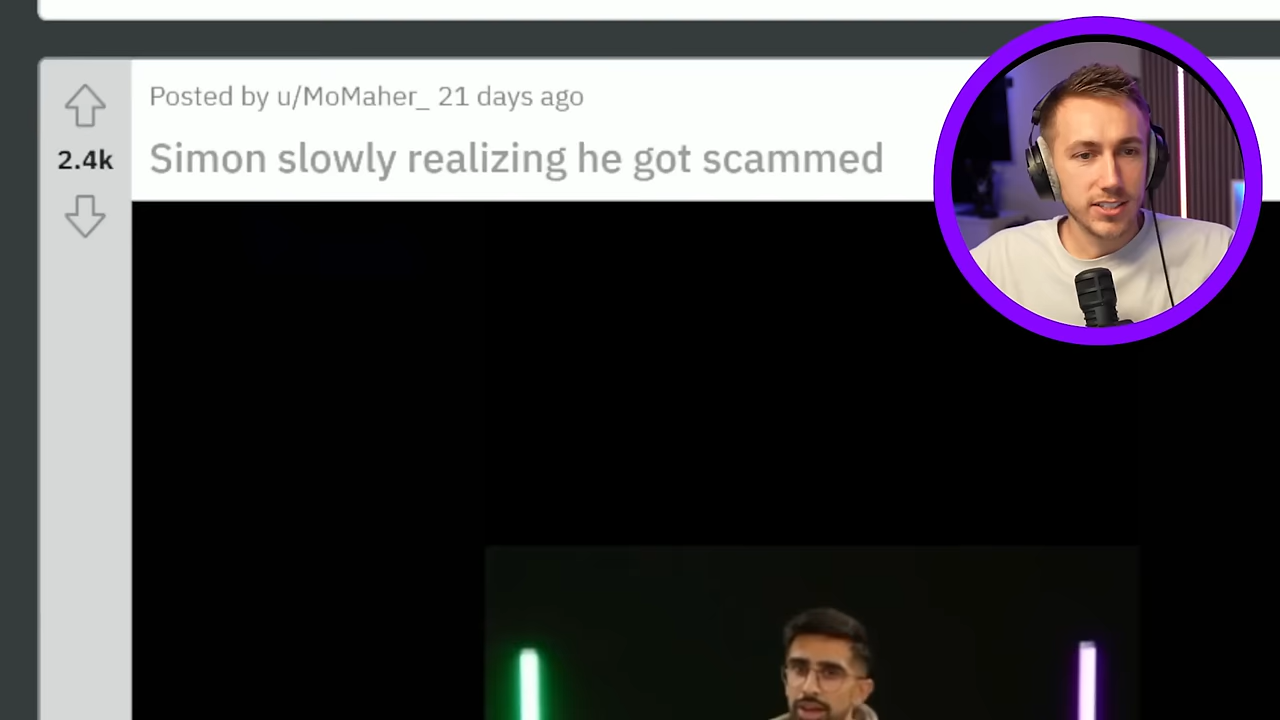 Posted by u/MoMaher_ 21 days ago
2.4k
Simon slowly realizing he got scammed